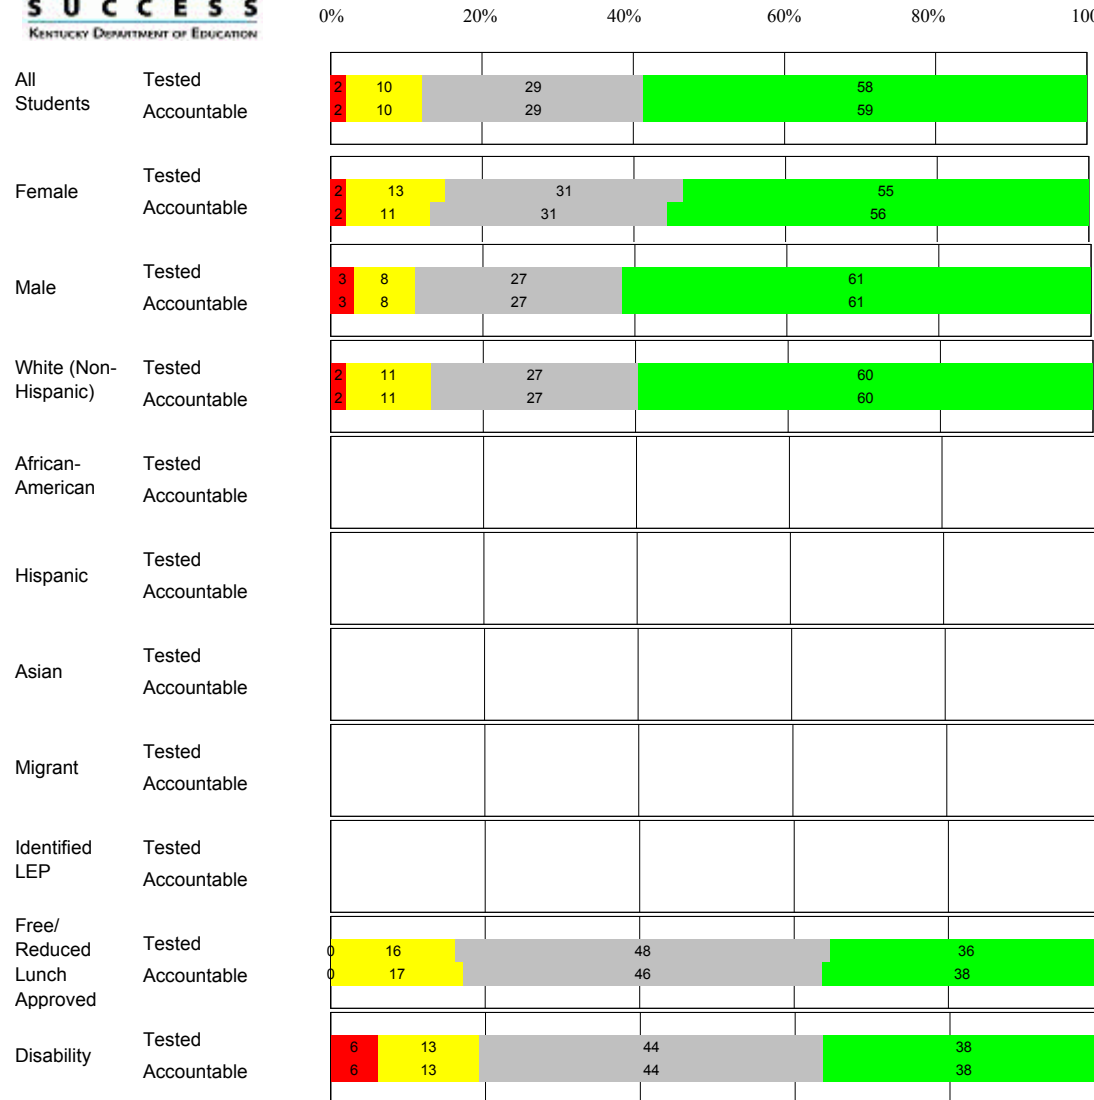 SUCCESS
KENTUCKY DEPARTMENT OF EDUCATION
0% 20% 40% 60% 80% 100
All Students
Tested 2 10 29 58
Accountable 2 10 29 59
Female
Tested 2 13 31 55
Accountable 2 11 31 56
Male
Tested 3 8 27 61
Accountable 3 8 27 61
White (Non-
Hispanic)
Tested 2 11 27 60
Accountable 2 11 27 60
African-
American
Tested
Accountable
Hispanic
Tested
Accountable
Asian
Tested
Accountable
Migrant
Tested
Accountable
Identified
LEP
Tested
Accountable
Free/
Reduced
Lunch
Approved
Tested 0 16 48 36
Accountable 0 17 46 38
Disability
Tested 6 13 44 38
Accountable 6 13 44 38